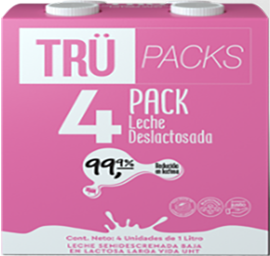 TRÜ PACKS
4 PACK
Leche
Deslactosada
99,9%
Reducida
en lactosa
Cont. Neto: 4 Unidades de 1 Litro
LECHE SEMIDESCREMADA BAJA
EN LACTOSA LARGA VIDA UHT